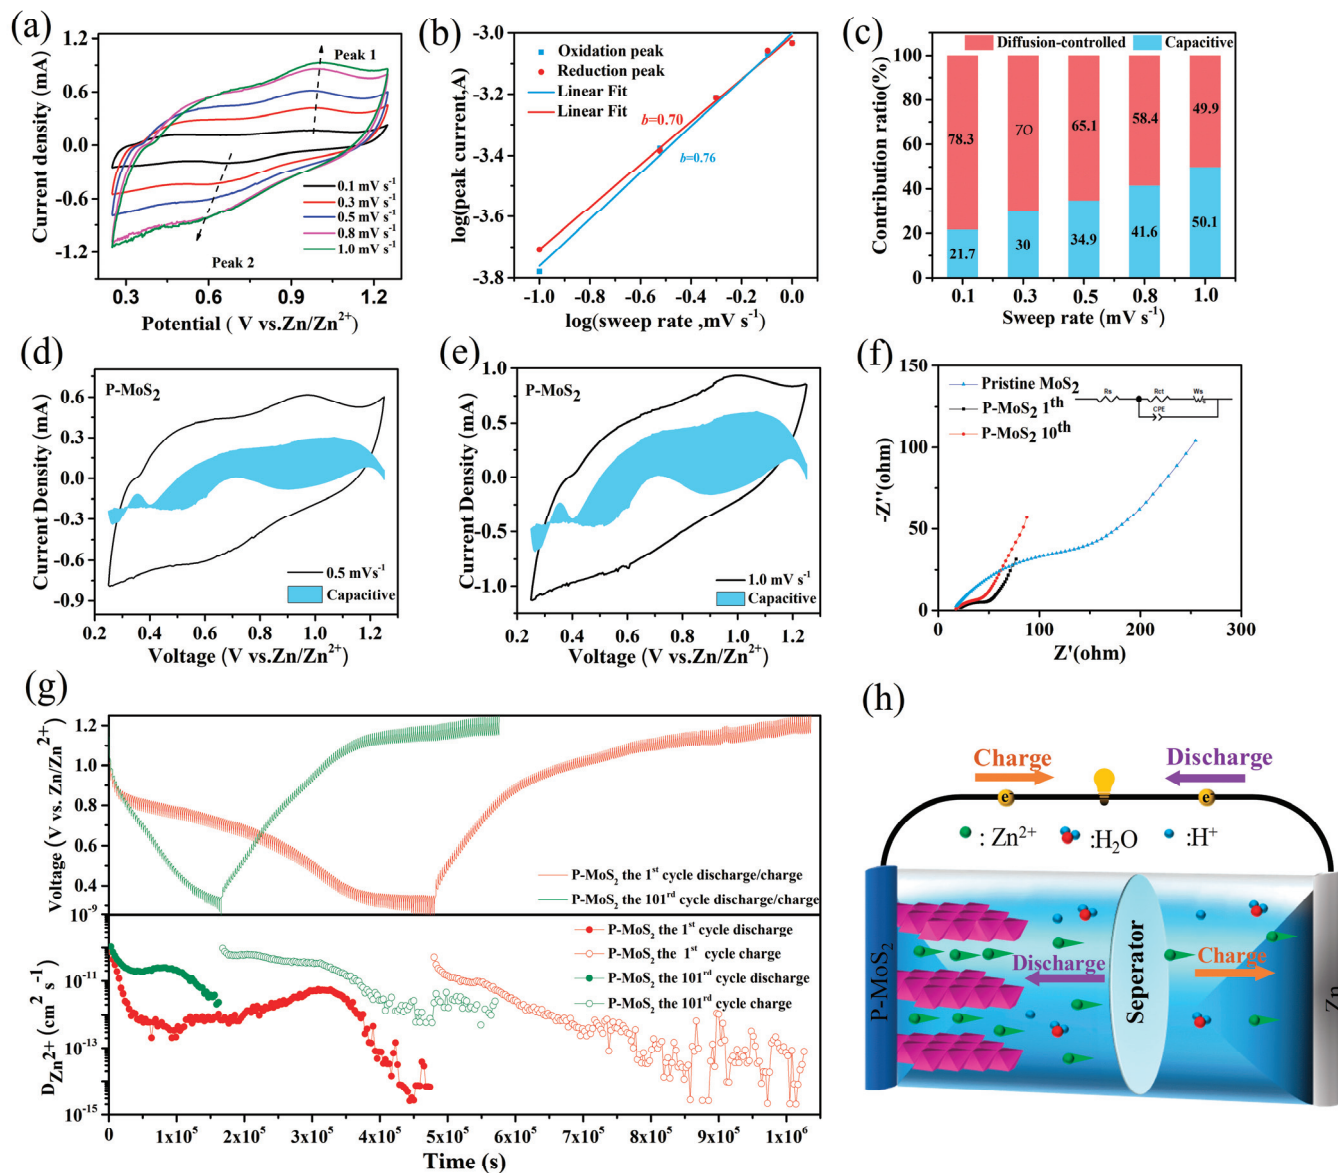 (a)
Current density (mA)
1.2
0.6
0.0
-0.6
-1.2
Peak 1
Peak 2
0.1 mV s⁻¹
0.3 mV s⁻¹
0.5 mV s⁻¹
0.8 mV s⁻¹
1.0 mV s⁻¹
0.3 0.6 0.9 1.2
Potential ( V vs.Zn/Zn²⁺)
(b)
log(peak current,A)
-3.0
-3.2
-3.4
-3.6
-3.8
Oxidation peak
Reduction peak
Linear Fit
Linear Fit
b=0.70
b=0.76
-1.0 -0.8 -0.6 -0.4 -0.2 0.0
log(sweep rate ,mV s⁻¹)
(c)
Contribution ratio(%)
100
80
60
40
20
0
Diffusion-controlled Capacitive
78.3 70 65.1 58.4 49.9
21.7 30 34.9 41.6 50.1
0.1 0.3 0.5 0.8 1.0
Sweep rate (mV s⁻¹)
(d)
P-MoS₂
Current Density (mA)
0.6
0.3
0.0
-0.3
-0.6
-0.9
0.5 mVs⁻¹
Capacitive
0.2 0.4 0.6 0.8 1.0 1.2
Voltage (V vs.Zn/Zn²⁺)
(e)
P-MoS₂
Current Density (mA)
1.0
0.5
0.0
-0.5
-1.0
1.0 mV s⁻¹
Capacitive
0.2 0.4 0.6 0.8 1.0 1.2
Voltage (V vs.Zn/Zn²⁺)
(f)
-Z''(ohm)
150
100
50
0
Pristine MoS₂
P-MoS₂ 1ᵗʰ
P-MoS₂ 10ᵗʰ
Rs Rct Ws
CPE
0 100 200 300
Z'(ohm)
(g)
Voltage (V vs. Zn/Zn²⁺)
1.2
1.0
0.8
0.6
0.4
P-MoS₂ the 1ˢᵗ cycle discharge/charge
P-MoS₂ the 101ʳᵈ cycle discharge/charge
D_Zn²⁺ (cm² s⁻¹)
10⁻⁹
10⁻¹¹
10⁻¹³
10⁻¹⁵
P-MoS₂ the 1ˢᵗ cycle discharge
P-MoS₂ the 1ˢᵗ cycle charge
P-MoS₂ the 101ʳᵈ cycle discharge
P-MoS₂ the 101ʳᵈ cycle charge
0 1x10⁵ 2x10⁵ 3x10⁵ 4x10⁵ 5x10⁵ 6x10⁵ 7x10⁵ 8x10⁵ 9x10⁵ 1x10⁶
Time (s)
(h)
Charge Discharge
e⁻ e⁻
: Zn²⁺ :H₂O :H⁺
P-MoS₂
Discharge
Seperator
Charge
Zn